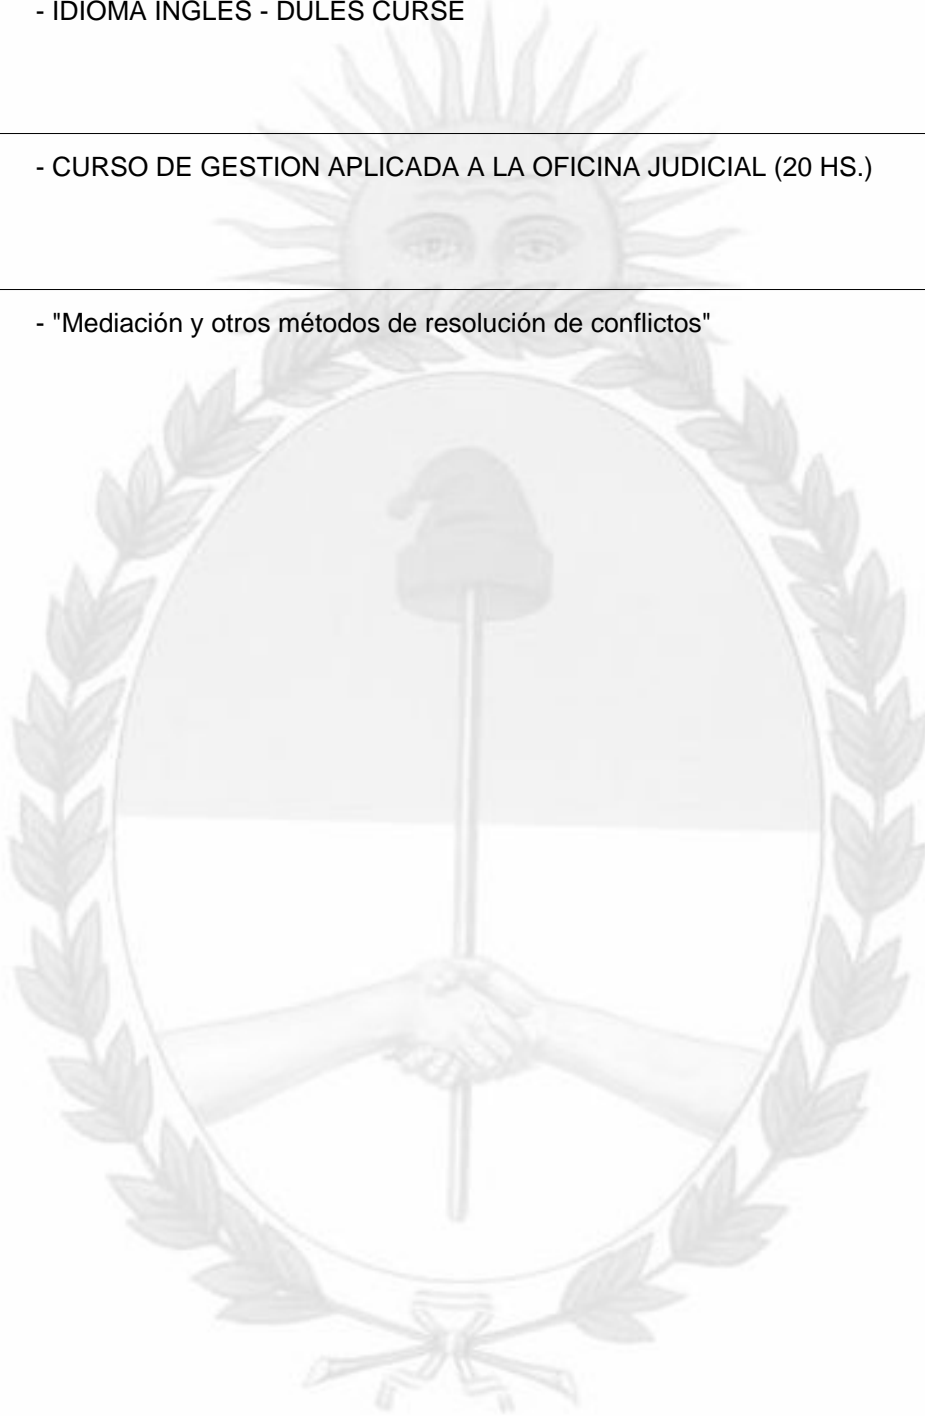 - IDIOMA INGLES - DULES CURSE
- CURSO DE GESTION APLICADA A LA OFICINA JUDICIAL (20 HS.)
- "Mediación y otros métodos de resolución de conflictos"